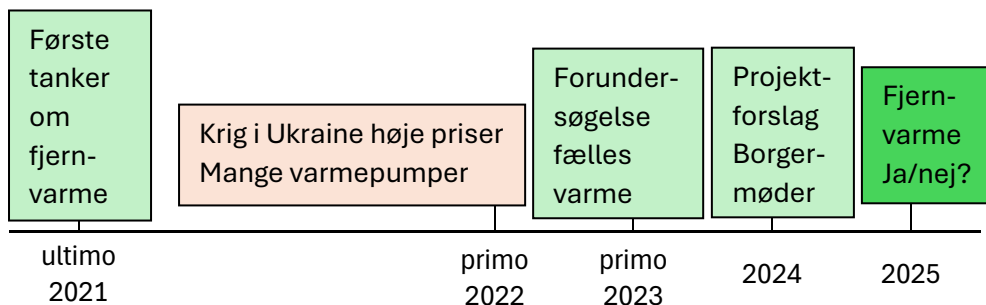 Første
tanker
om
fjern-
varme
Krig i Ukraine høje priser
Mange varmepumper
Forunder-
søgelse
fælles
varme
Projekt-
forslag
Borger-
møder
Fjern-
varme
Ja/nej?
ultimo
2021
primo
2022
primo
2023
2024
2025